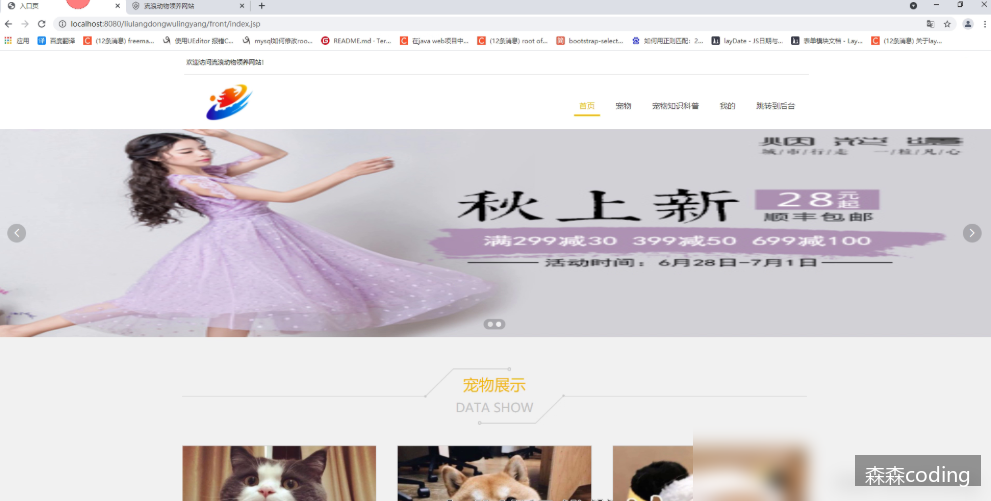 入口页
流浪动物领养网站
localhost:8080/liulangdongwulingyang/front/index.jsp
应用
百度翻译
(12条消息) freema...
使用UEditor 报错C...
mysql如何修改roo...
README.md · Ter...
在java web项目中...
(12条消息) root of...
bootstrap-select...
如何用正则匹配：2...
layDate - JS日期与...
表单模块文档 - Lay...
(12条消息) 关于lay...
欢迎访问流浪动物领养网站!
首页 宠物 宠物知识科普 我的 跳转到后台
城/市/行/走
秋上新
28元起
顺丰包邮
满299减30 399减50 699减100
活动时间：6月28日-7月1日
宠物展示
DATA SHOW
森森coding